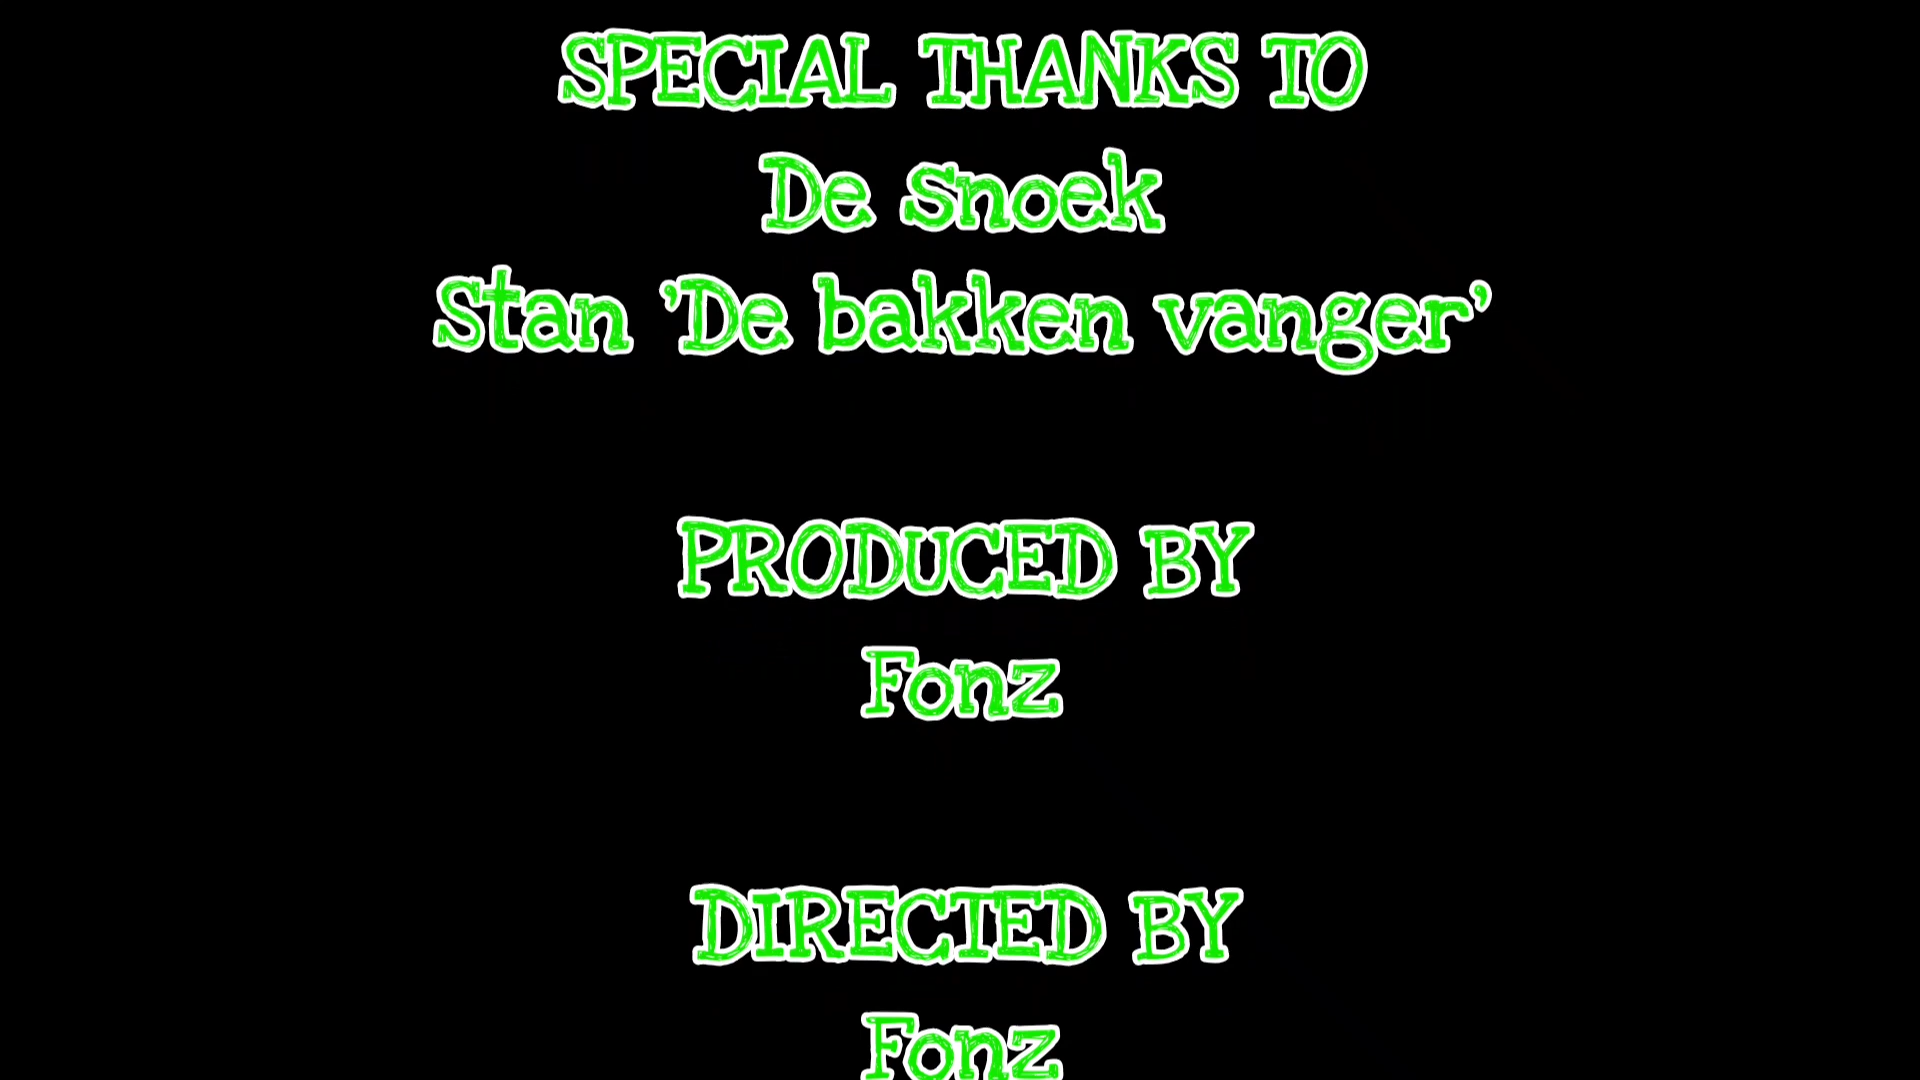 SPECIAL THANKS TO
De snoek
Stan 'De bakken vanger'
PRODUCED BY
Fonz
DIRECTED BY
Fonz